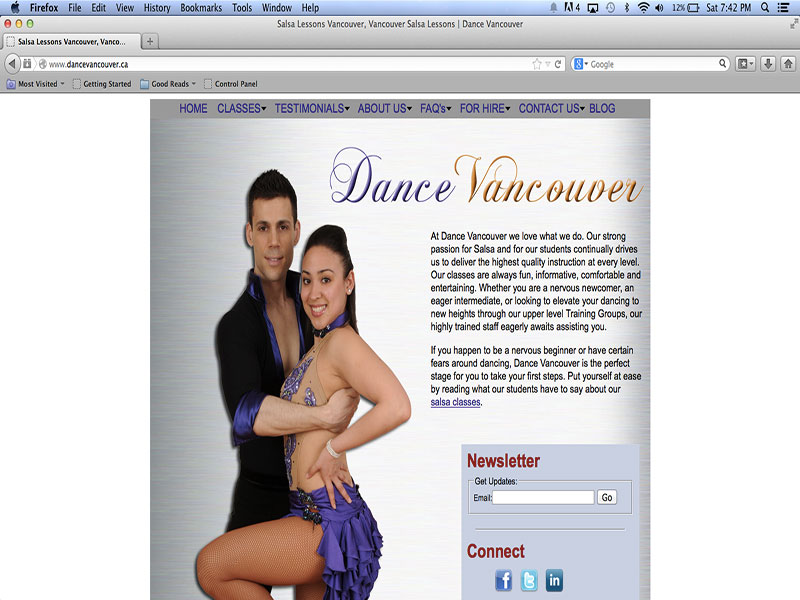 Firefox File Edit View History Bookmarks Tools Window Help 4 12% Sat 7:42 PM
Salsa Lessons Vancouver, Vancouver Salsa Lessons | Dance Vancouver
Salsa Lessons Vancouver, Vanco...
www.dancevancouver.ca Google
Most Visited Getting Started Good Reads Control Panel
HOME CLASSES TESTIMONIALS ABOUT US FAQ's FOR HIRE CONTACT US BLOG
Dance Vancouver
At Dance Vancouver we love what we do. Our strong
passion for Salsa and for our students continually drives
us to deliver the highest quality instruction at every level.
Our classes are always fun, informative, comfortable and
entertaining. Whether you are a nervous newcomer, an
eager intermediate, or looking to elevate your dancing to
new heights through our upper level Training Groups, our
highly trained staff eagerly awaits assisting you.
If you happen to be a nervous beginner or have certain
fears around dancing, Dance Vancouver is the perfect
stage for you to take your first steps. Put yourself at ease
by reading what our students have to say about our
salsa classes.
Newsletter
Get Updates:
Email: Go
Connect